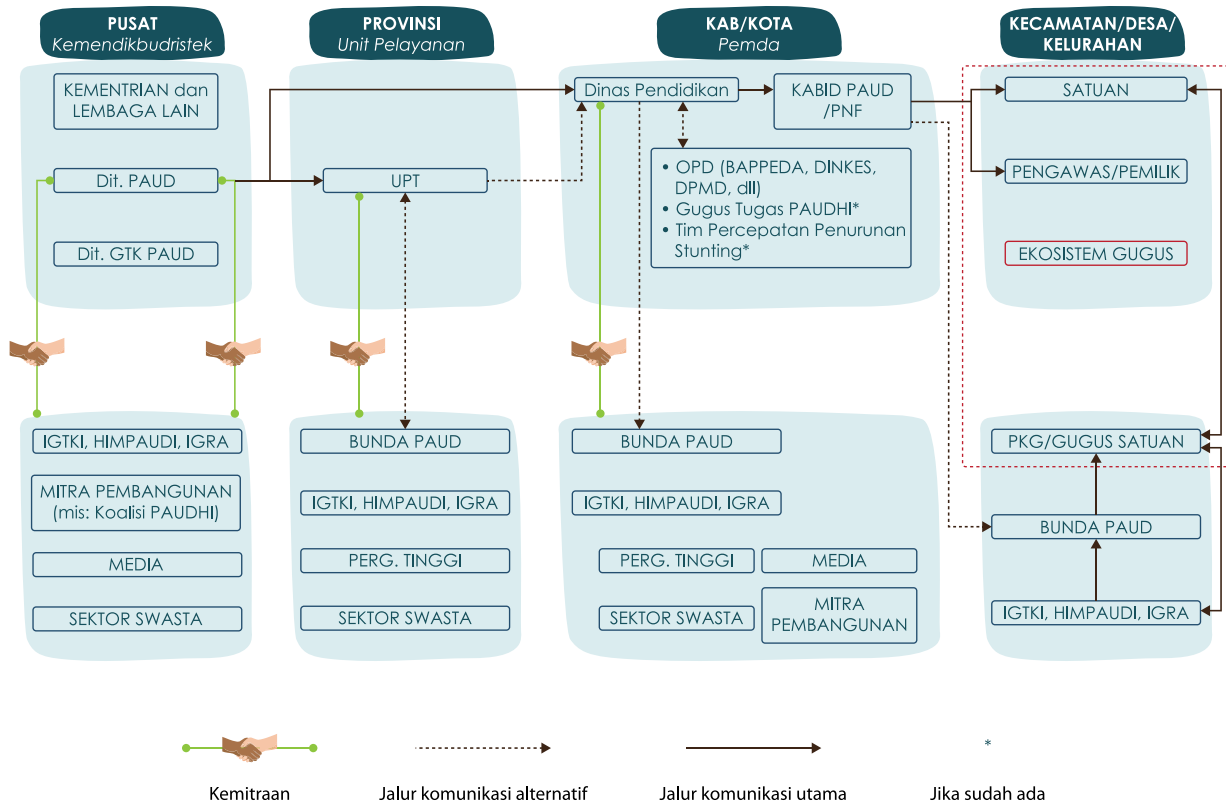 PUSAT
Kemendikbudristek
KEMENTRIAN dan
LEMBAGA LAIN
Dit. PAUD
Dit. GTK PAUD
IGTKI, HIMPAUDI, IGRA
MITRA PEMBANGUNAN
(mis: Koalisi PAUDHI)
MEDIA
SEKTOR SWASTA
PROVINSI
Unit Pelayanan
UPT
BUNDA PAUD
IGTKI, HIMPAUDI, IGRA
PERG. TINGGI
SEKTOR SWASTA
KAB/KOTA
Pemda
Dinas Pendidikan
KABID PAUD
/PNF
• OPD (BAPPEDA, DINKES,
DPMD, dll)
• Gugus Tugas PAUDHI*
• Tim Percepatan Penurunan
Stunting*
BUNDA PAUD
IGTKI, HIMPAUDI, IGRA
PERG. TINGGI
MEDIA
SEKTOR SWASTA
MITRA
PEMBANGUNAN
KECAMATAN/DESA/
KELURAHAN
SATUAN
PENGAWAS/PEMILIK
EKOSISTEM GUGUS
PKG/GUGUS SATUAN
BUNDA PAUD
IGTKI, HIMPAUDI, IGRA
Kemitraan
Jalur komunikasi alternatif
Jalur komunikasi utama
*
Jika sudah ada